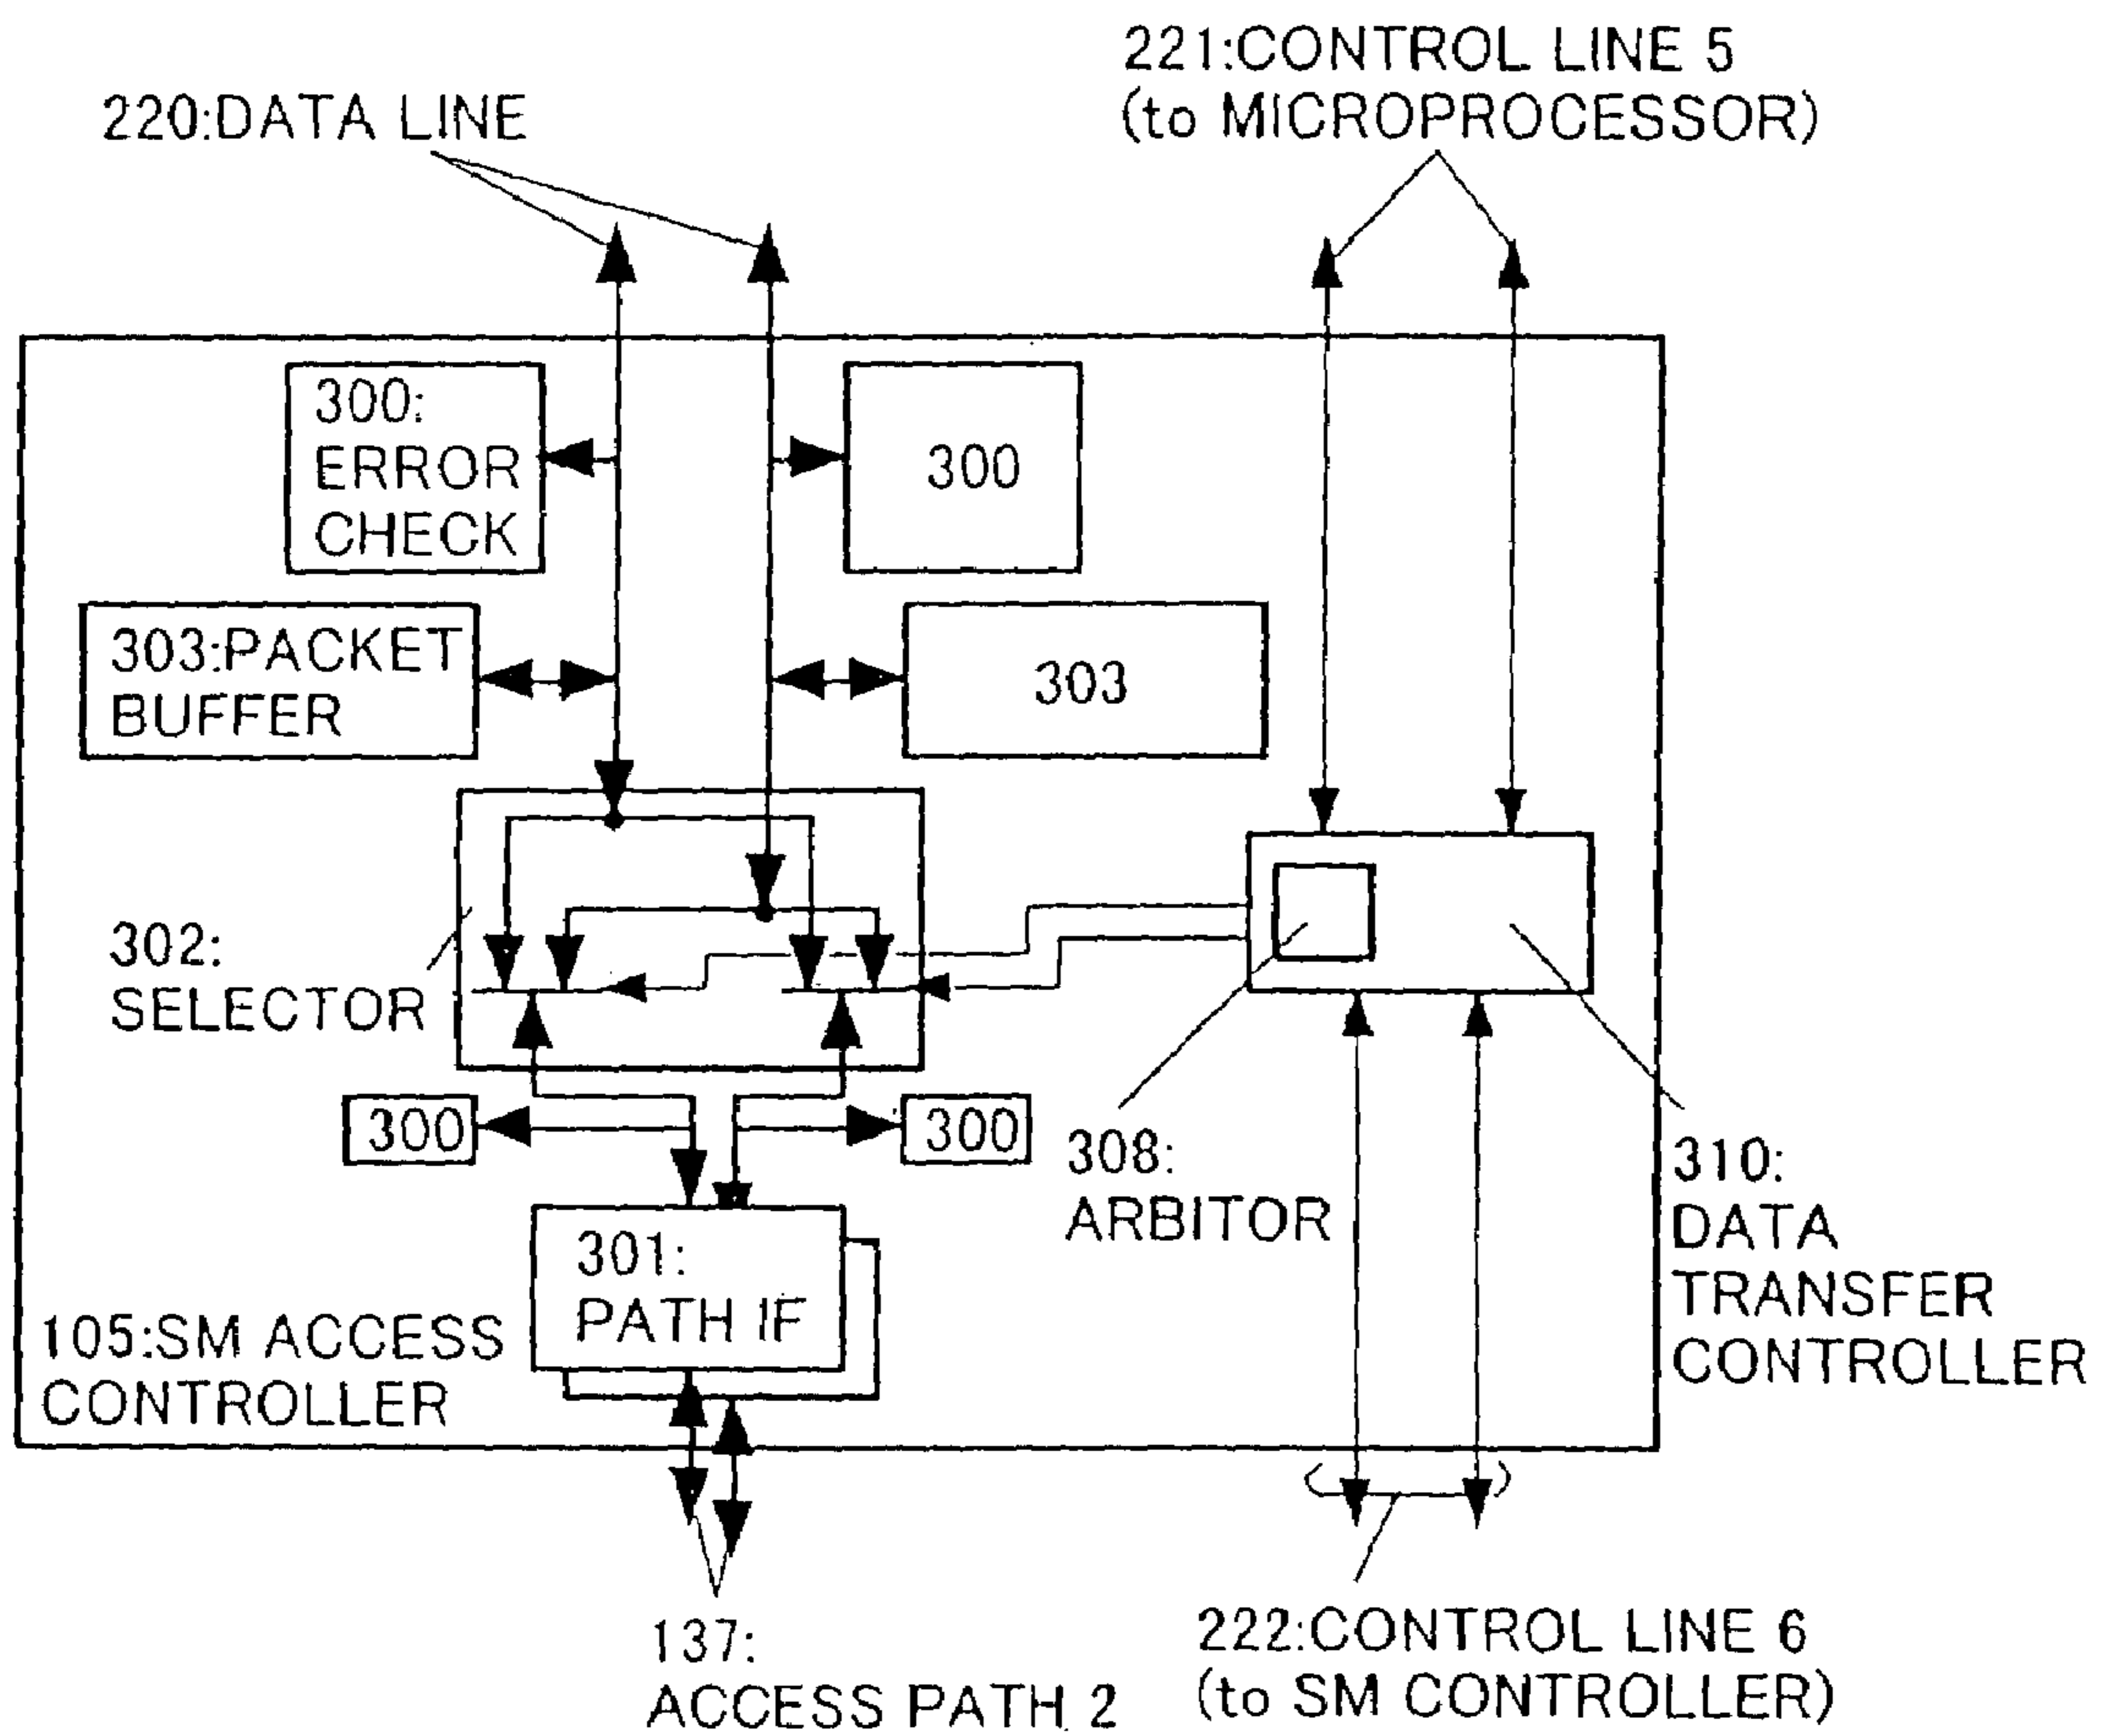 221:CONTROL LINE 5
(to MICROPROCESSOR)
220:DATA LINE
300:
ERROR
CHECK
300
303:PACKET
BUFFER
303
302:
SELECTOR
300
300
308:
ARBITOR
310:
DATA
TRANSFER
CONTROLLER
301:
PATH IF
105:SM ACCESS
CONTROLLER
137:
ACCESS PATH 2
222:CONTROL LINE 6
(to SM CONTROLLER)